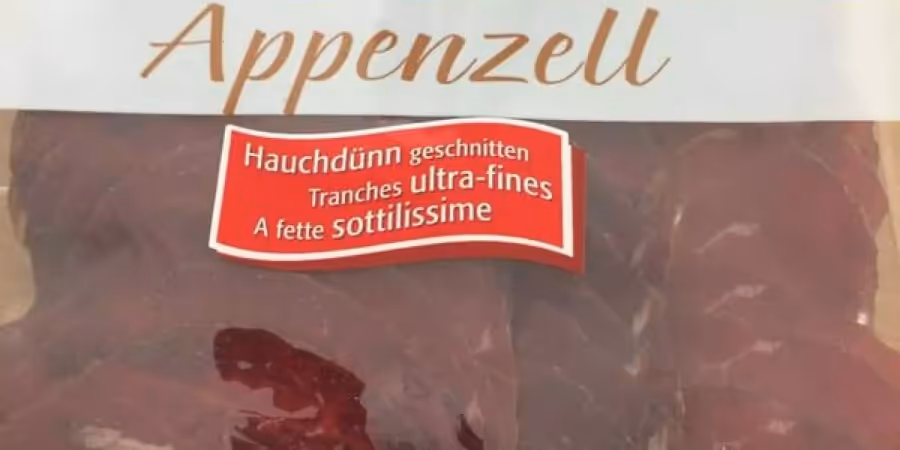 Appenzell
Hauchdünn geschnitten
Tranches ultra-fines
A fette sottilissime